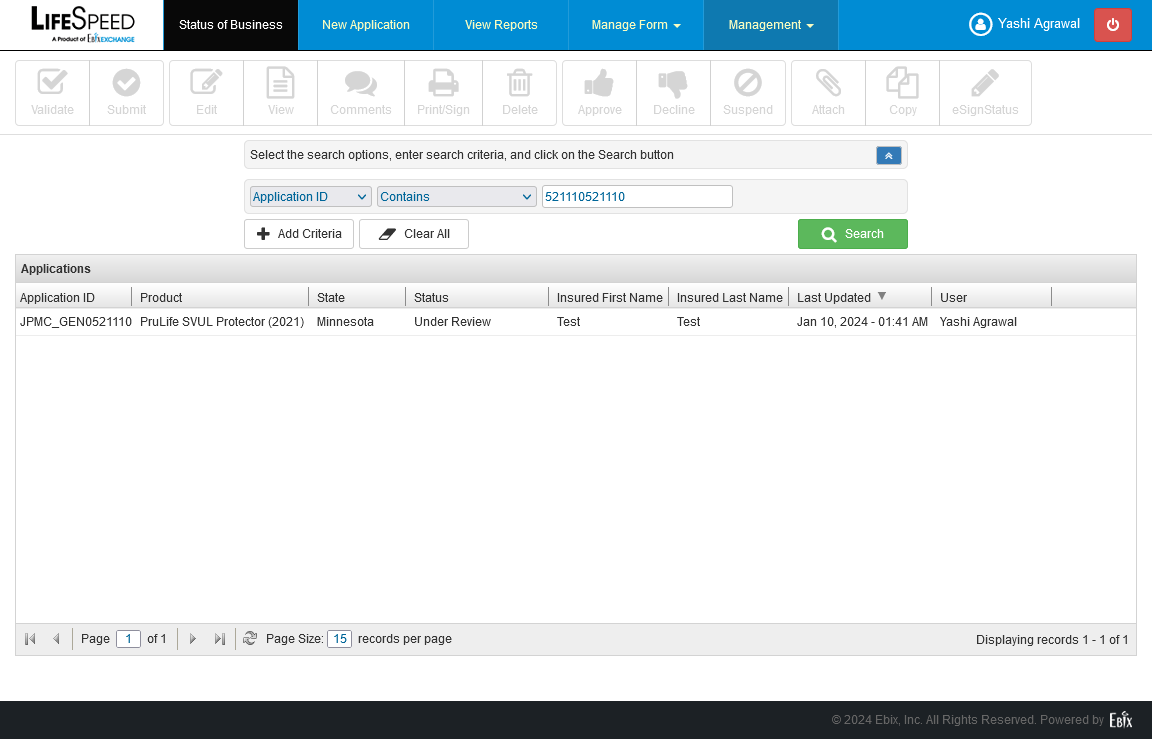 LIFESPEED
A Product of EbixEXCHANGE
Status of Business New Application View Reports Manage Form Management Yashi Agrawal
Validate Submit Edit View Comments Print/Sign Delete Approve Decline Suspend Attach Copy eSignStatus
Select the search options, enter search criteria, and click on the Search button
Application ID Contains 521110521110
Add Criteria Clear All Search
Applications
Application ID Product State Status Insured First Name Insured Last Name Last Updated User
JPMC_GEN0521110 PruLife SVUL Protector (2021) Minnesota Under Review Test Test Jan 10, 2024 - 01:41 AM Yashi Agrawal
Page 1 of 1 Page Size: 15 records per page Displaying records 1 - 1 of 1
© 2024 Ebix, Inc. All Rights Reserved. Powered by Ebix